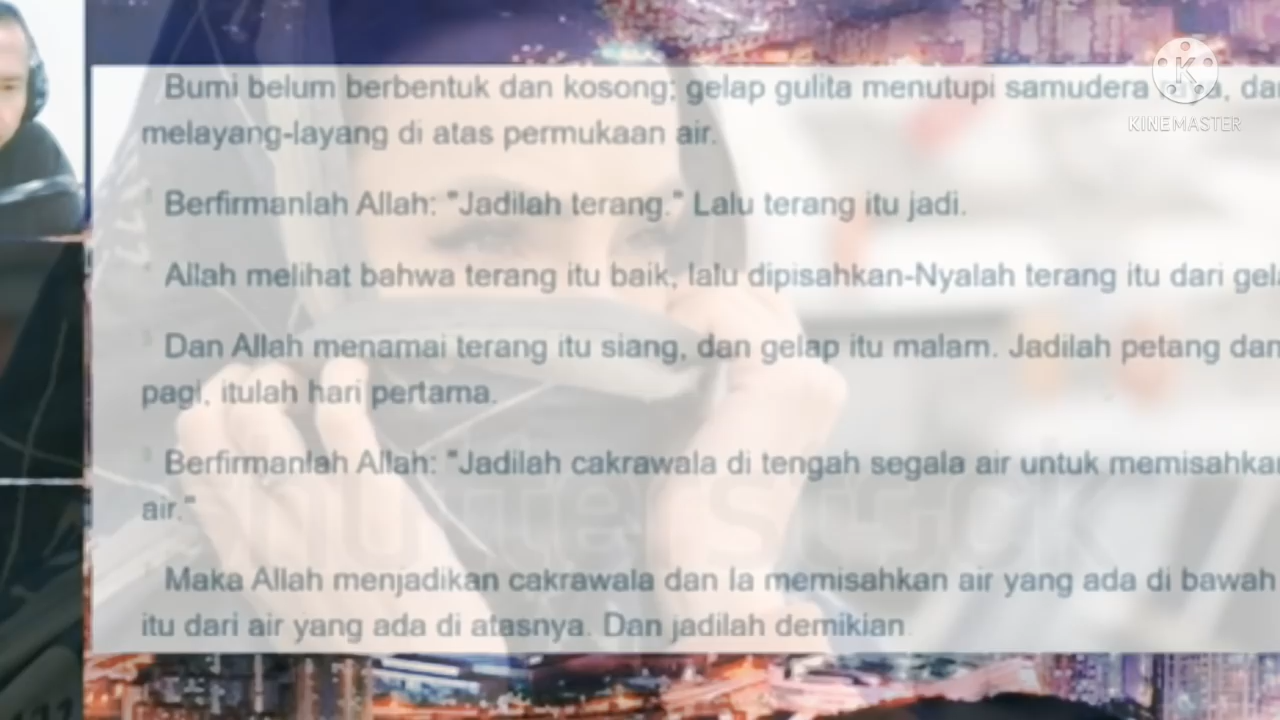 Bumi belum berbentuk dan kosong; gelap gulita menutupi samudera
melayang-layang di atas permukaan air.
Berfirmanlah Allah: "Jadilah terang." Lalu terang itu jadi.
Allah melihat bahwa terang itu baik, lalu dipisahkan-Nyalah terang itu dari
Dan Allah menamai terang itu siang, dan gelap itu malam. Jadilah petang dan
pagi, itulah hari pertama.
Berfirmanlah Allah: "Jadilah cakrawala di tengah segala air untuk memisahkan
air."
Maka Allah menjadikan cakrawala dan Ia memisahkan air yang ada di bawah
itu dari air yang ada di atasnya. Dan jadilah demikian.
K
KINEMASTER
shutterstock